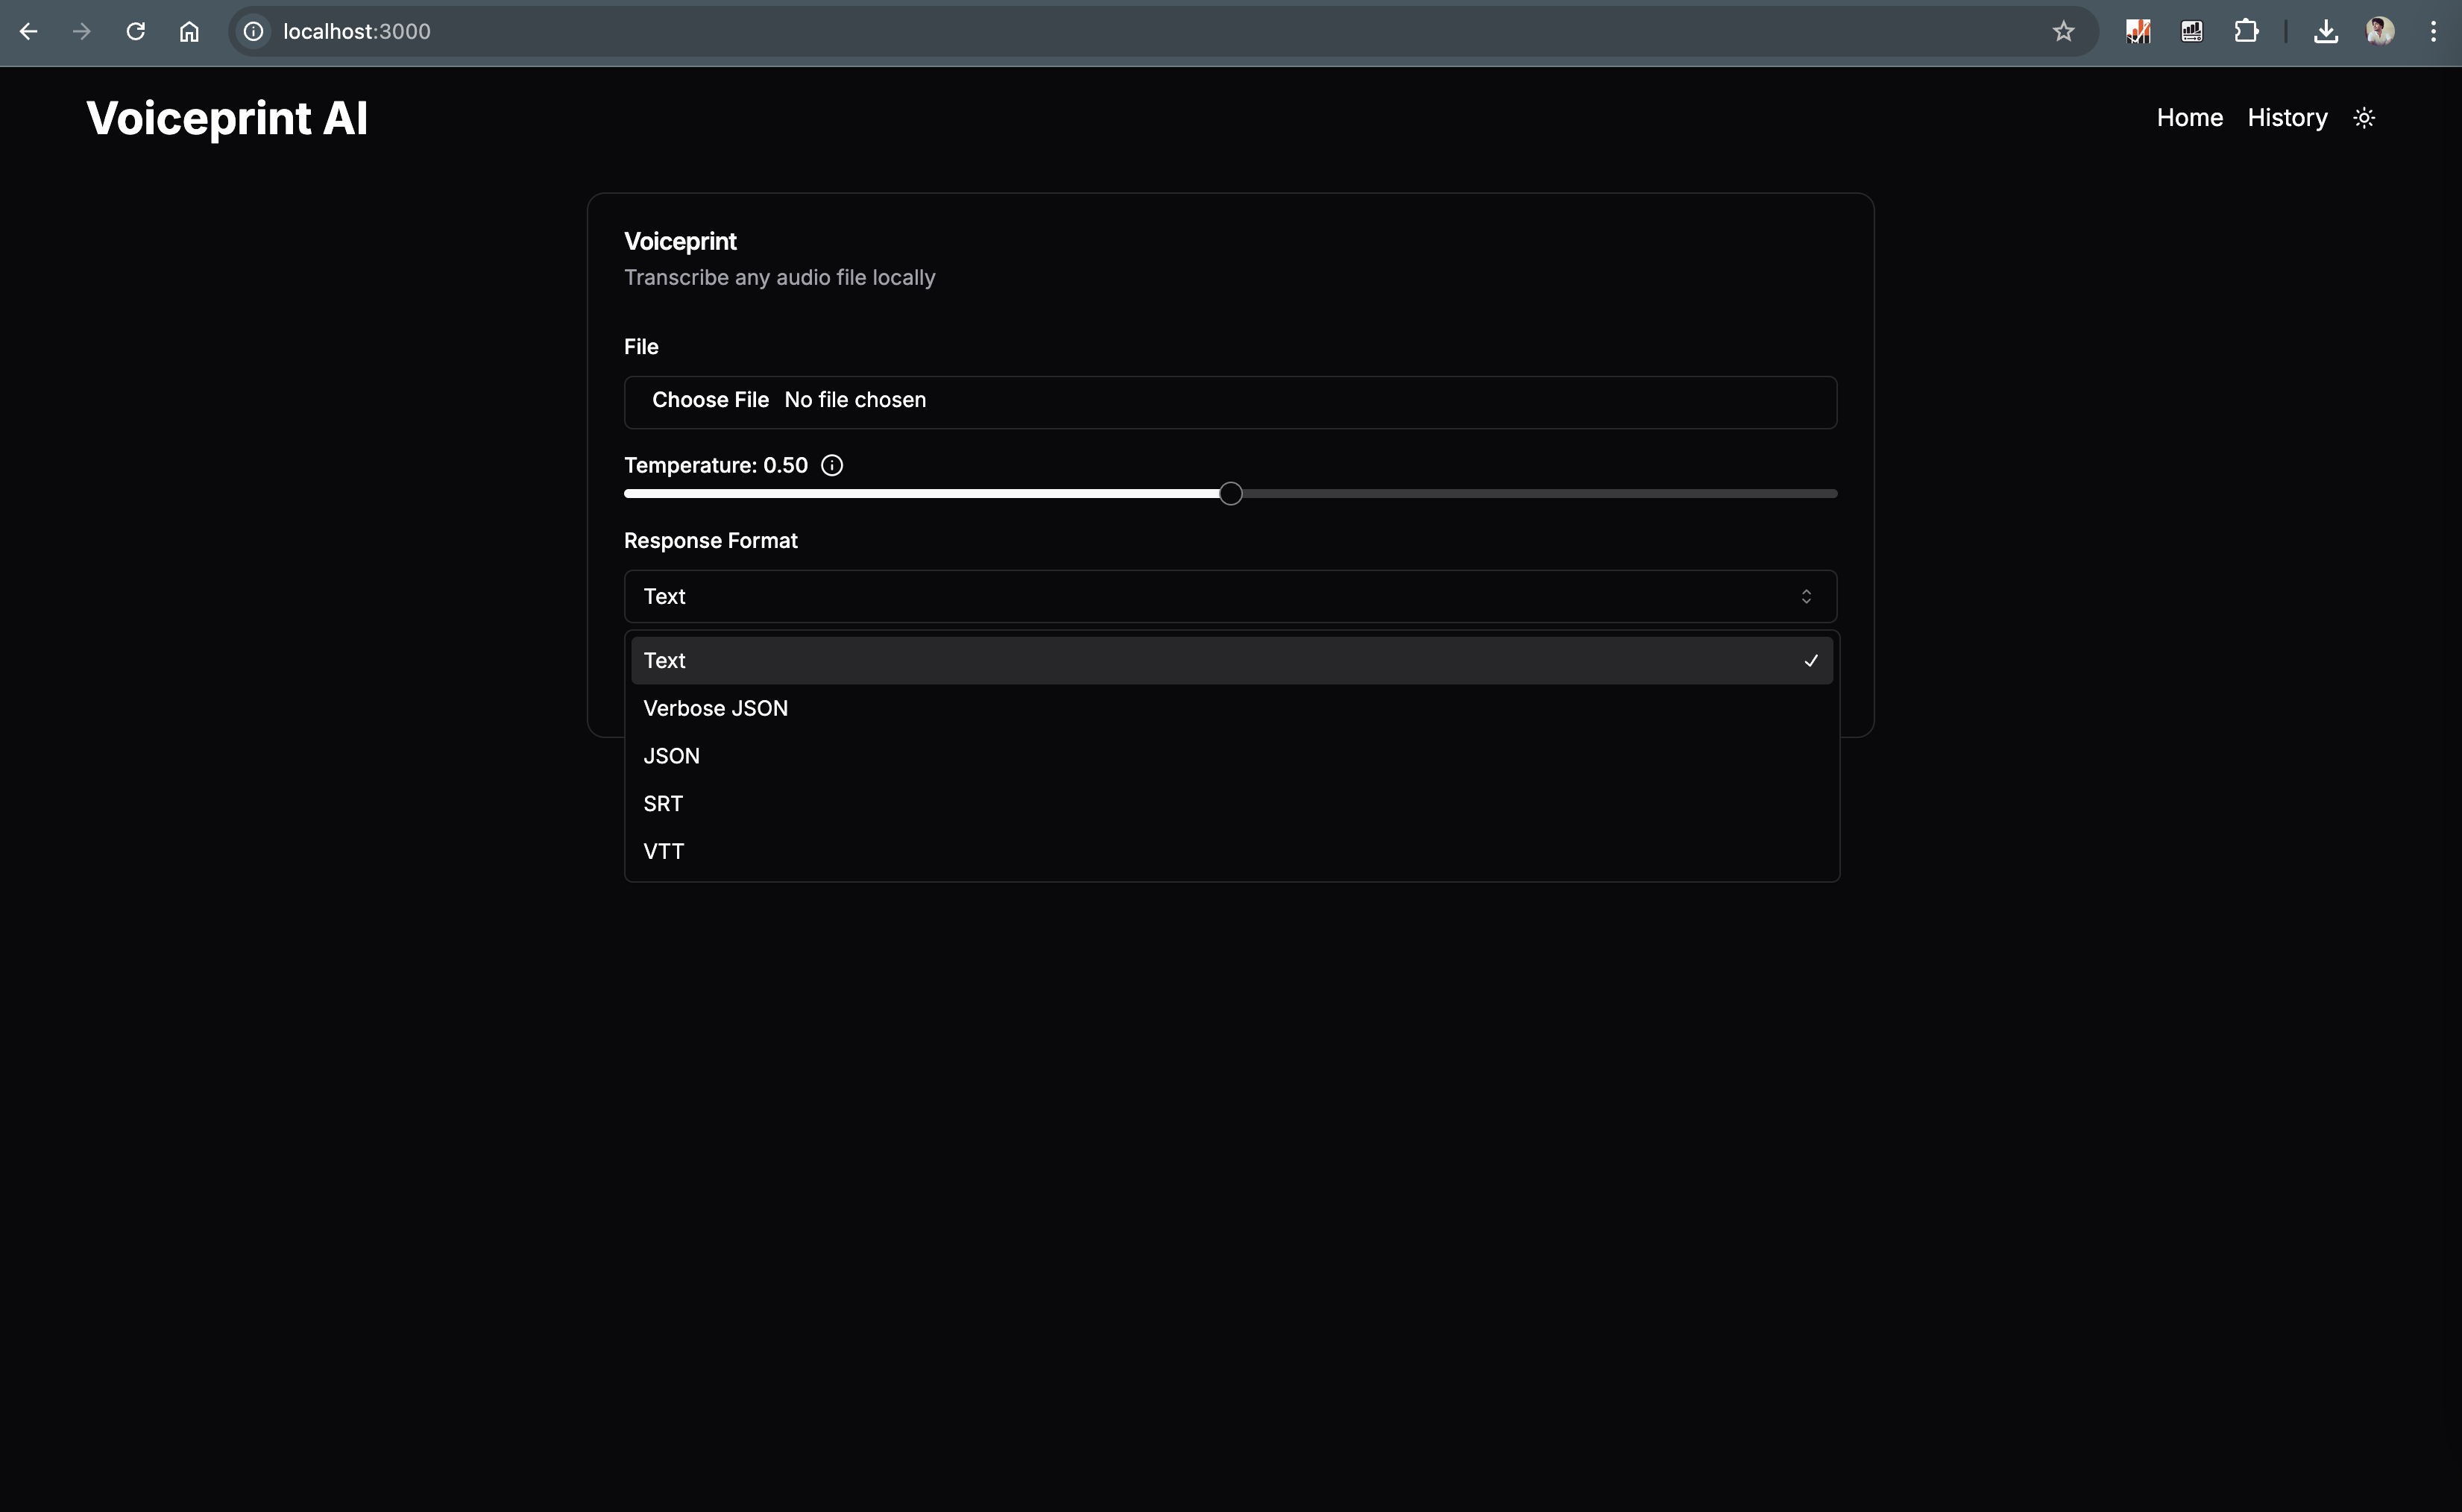 localhost:3000
Voiceprint AI
Home History
Voiceprint
Transcribe any audio file locally
File
Choose File No file chosen
Temperature: 0.50
Response Format
Text
Text
Verbose JSON
JSON
SRT
VTT